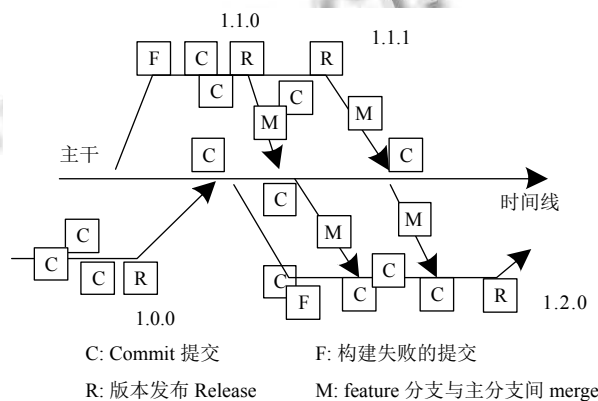 1.1.0
1.1.1
F C R R
C C
M M
主干 C C
时间线
C
C M M
C C C
C R C F C C R
1.0.0 1.2.0
C: Commit 提交 F: 构建失败的提交
R: 版本发布 Release M: feature 分支与主分支间 merge